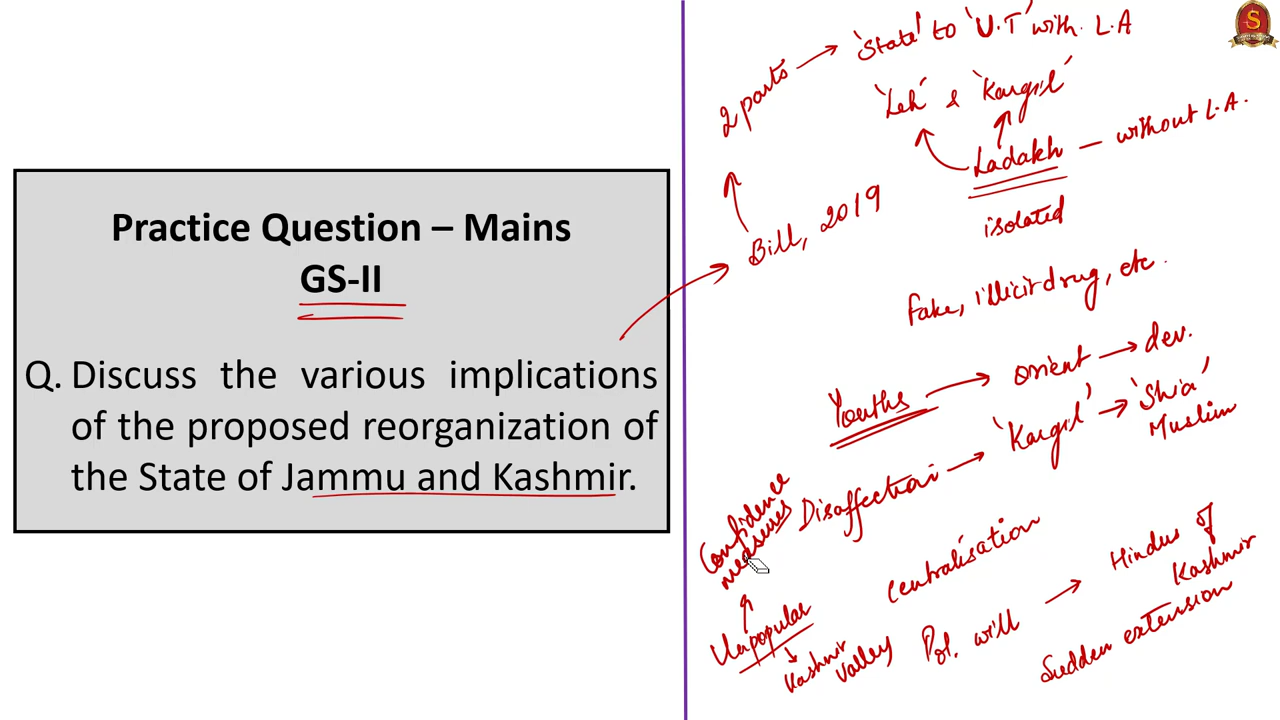 Practice Question – Mains
GS-II
Q. Discuss the various implications
of the proposed reorganization of
the State of Jammu and Kashmir.
2 parts → 'State' to 'U.T' with L.A
'Leh' & 'Kargil'
Ladakh — without L.A.
isolated
Bill, 2019
fake, illicit drug, etc.
Youths → orient → dev.
Disaffection → 'Kargil' → 'Shia'
Muslim
Confidence
measures
Centralisation
Unpopular
Kashmir
Valley
Pol. will → Hindus of
Kashmir
Sudden extension
S